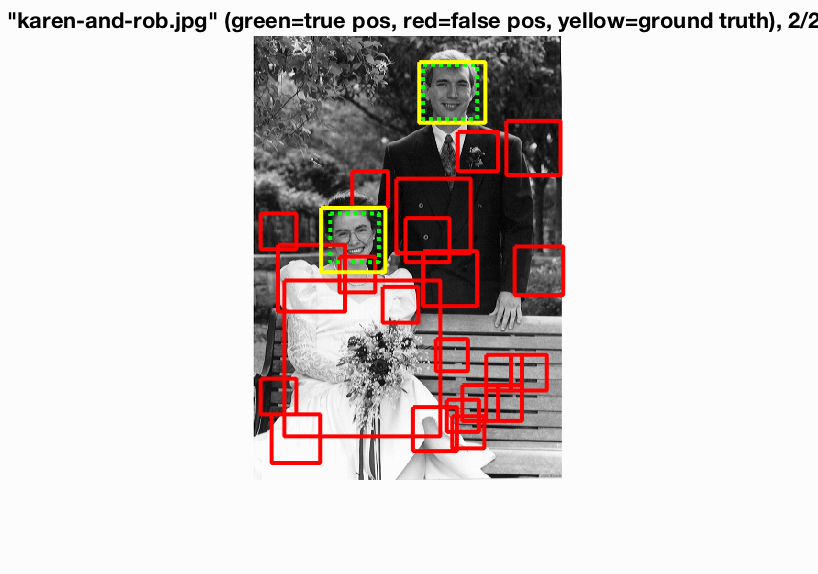 "karen-and-rob.jpg" (green=true pos, red=false pos, yellow=ground truth), 2/2